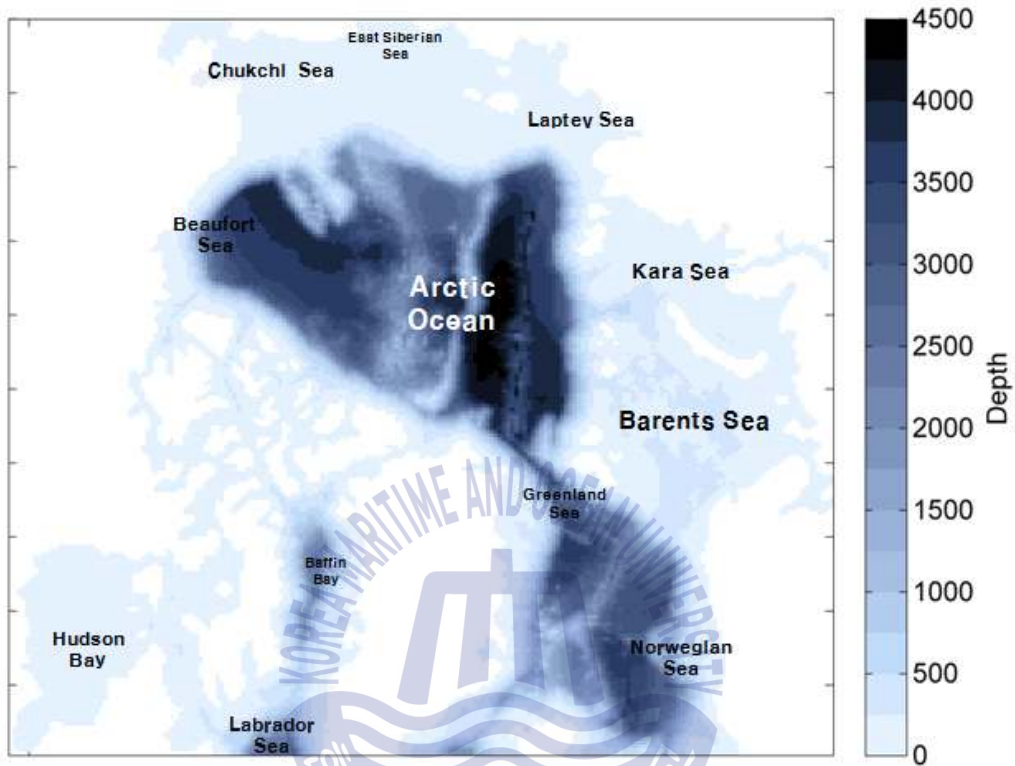 East Siberian
Sea
Chukchi Sea
Laptev Sea
Beaufort
Sea
Kara Sea
Arctic
Ocean
Barents Sea
Greenland
Sea
Baffin
Bay
Hudson
Bay
Norwegian
Sea
Labrador
Sea
4500
4000
3500
3000
2500
2000
1500
1000
500
0
Depth
KOREA MARITIME AND OCEAN UNIVERSITY